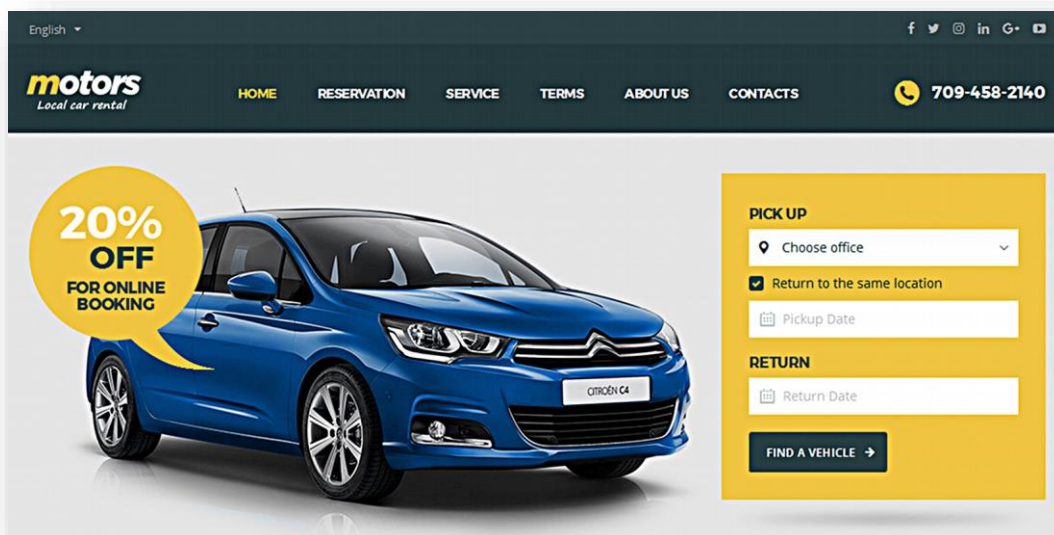 English
motors
Local car rental
HOME
RESERVATION
SERVICE
TERMS
ABOUT US
CONTACTS
709-458-2140
20%
OFF
FOR ONLINE
BOOKING
CITROËN C4
PICK UP
Choose office
Return to the same location
Pickup Date
RETURN
Return Date
FIND A VEHICLE